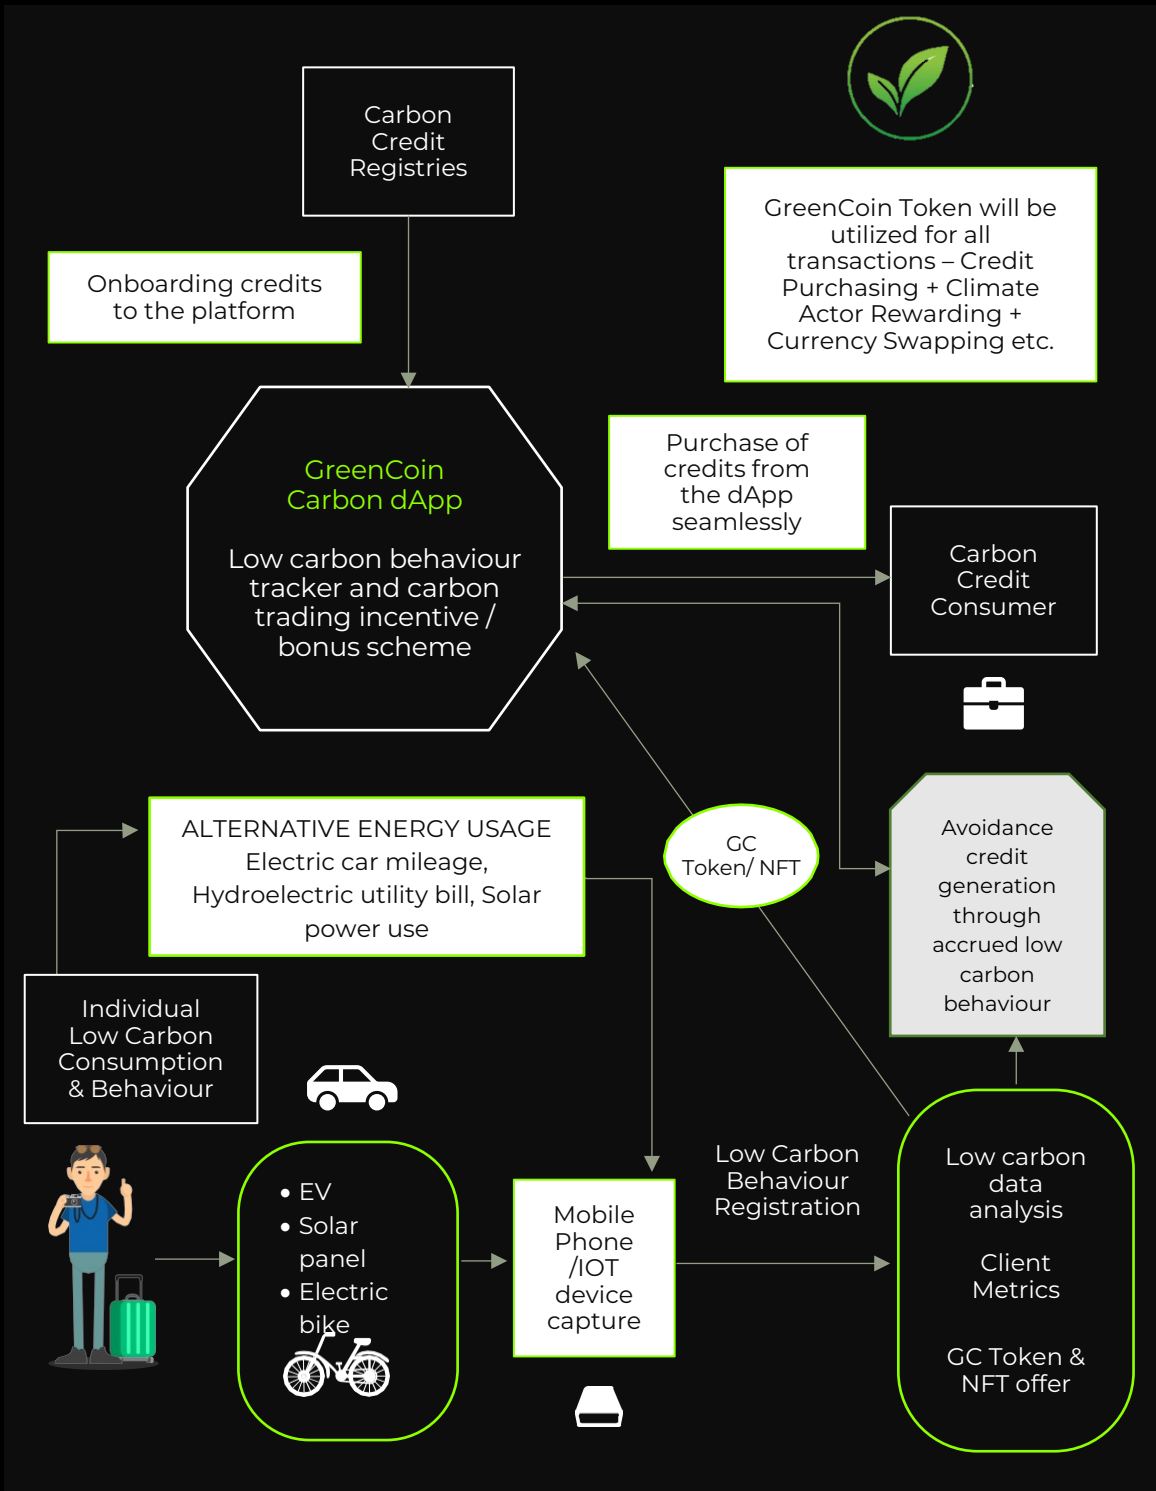 Carbon
Credit
Registries
GreenCoin Token will be
utilized for all
transactions – Credit
Purchasing + Climate
Actor Rewarding +
Currency Swapping etc.
Onboarding credits
to the platform
Purchase of
credits from
the dApp
seamlessly
GreenCoin
Carbon dApp
Low carbon behaviour
tracker and carbon
trading incentive /
bonus scheme
Carbon
Credit
Consumer
ALTERNATIVE ENERGY USAGE
Electric car mileage,
Hydroelectric utility bill, Solar
power use
GC
Token/ NFT
Avoidance
credit
generation
through
accrued low
carbon
behaviour
Individual
Low Carbon
Consumption
& Behaviour
• EV
• Solar
panel
• Electric
bike
Mobile
Phone
/IOT
device
capture
Low Carbon
Behaviour
Registration
Low carbon
data
analysis
Client
Metrics
GC Token &
NFT offer